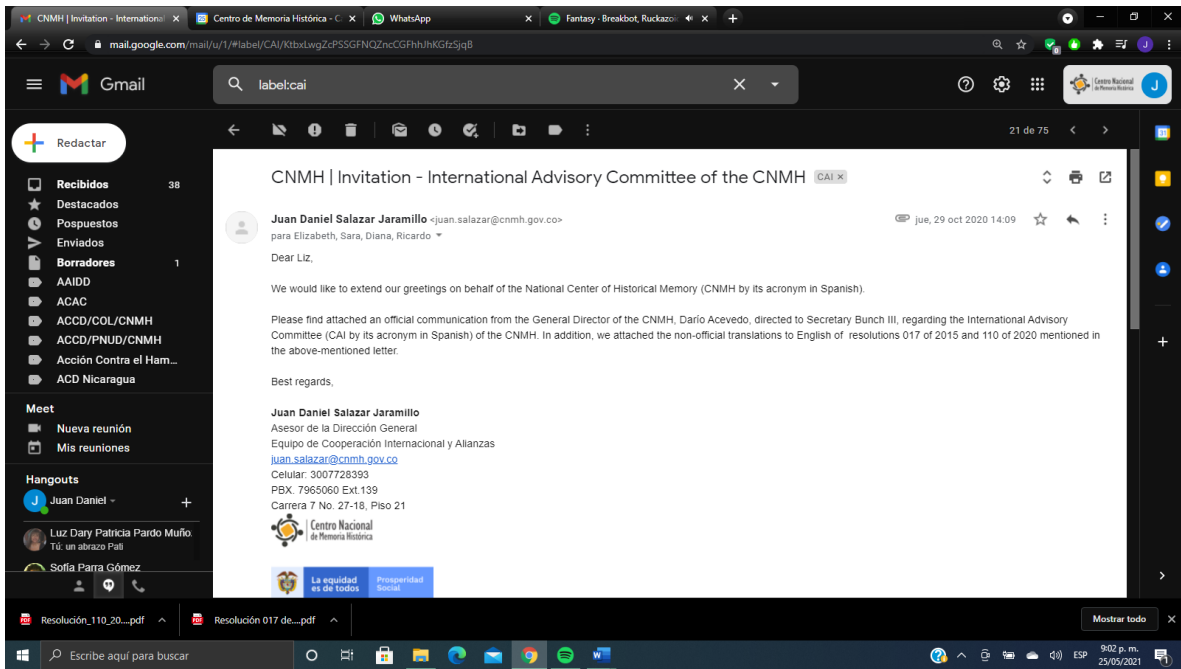 CNMH | Invitation - International
Centro de Memoria Histórica - C
WhatsApp
Fantasy - Breakbot, Ruckazoid
mail.google.com/mail/u/1/#label/CAI/KtbxLwgZcPSSGFNQZncCGFhhJhKGfzSjqB
J
Gmail
label:cai
Centro Nacional
de Memoria Histórica
J
Redactar
21 de 75
Recibidos 38
Destacados
Pospuestos
Enviados
Borradores 1
AAIDD
ACAC
ACCD/COL/CNMH
ACCD/PNUD/CNMH
Acción Contra el Ham...
ACD Nicaragua
Meet
Nueva reunión
Mis reuniones
Hangouts
J Juan Daniel
Luz Dary Patricia Pardo Muño:
Tú: un abrazo Pati
Sofía Parra Gómez
CNMH | Invitation - International Advisory Committee of the CNMH CAI ×
Juan Daniel Salazar Jaramillo <juan.salazar@cnmh.gov.co>
jue, 29 oct 2020 14:09
para Elizabeth, Sara, Diana, Ricardo
Dear Liz,
We would like to extend our greetings on behalf of the National Center of Historical Memory (CNMH by its acronym in Spanish).
Please find attached an official communication from the General Director of the CNMH, Darío Acevedo, directed to Secretary Bunch III, regarding the International Advisory
Committee (CAI by its acronym in Spanish) of the CNMH. In addition, we attached the non-official translations to English of resolutions 017 of 2015 and 110 of 2020 mentioned in
the above-mentioned letter.
Best regards,
Juan Daniel Salazar Jaramillo
Asesor de la Dirección General
Equipo de Cooperación Internacional y Alianzas
juan.salazar@cnmh.gov.co
Celular: 3007728393
PBX. 7965060 Ext.139
Carrera 7 No. 27-18, Piso 21
Centro Nacional
de Memoria Histórica
La equidad
es de todos
Prosperidad
Social
Resolución_110_20....pdf
Resolución 017 de....pdf
Mostrar todo
Escribe aquí para buscar
ESP
9:02 p. m.
25/05/2021